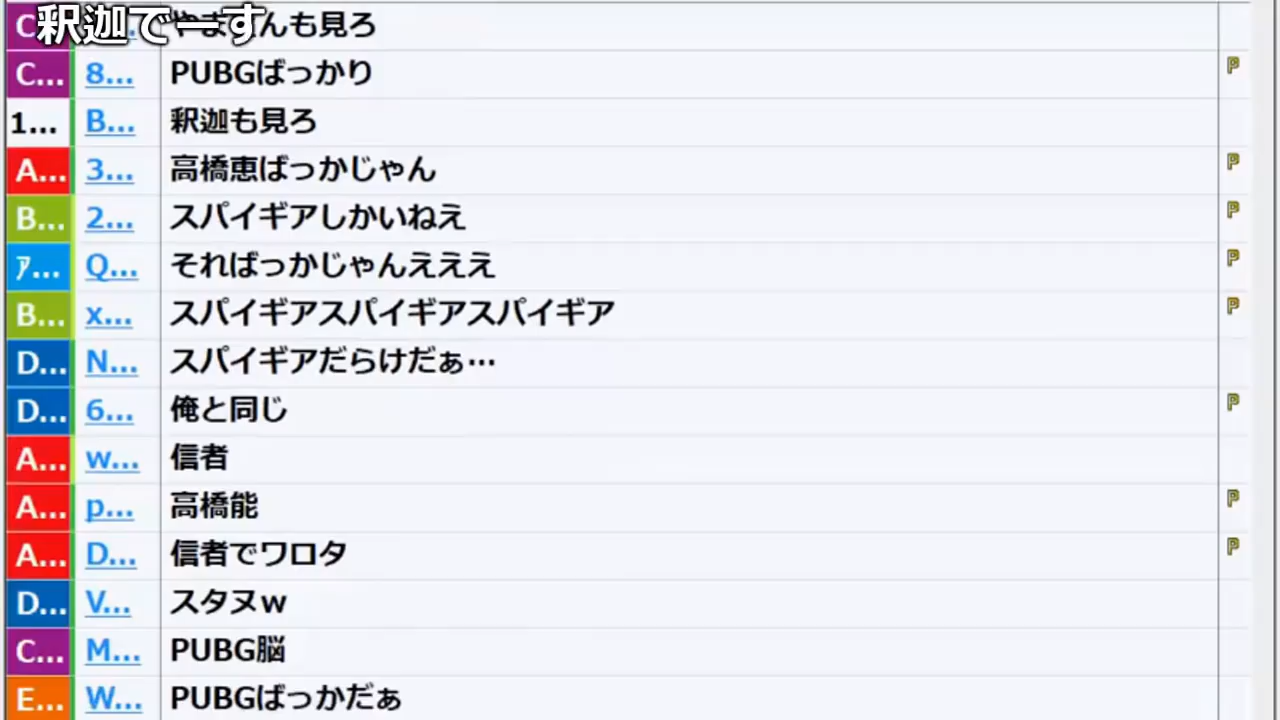 釈迦でーす
C... んも見ろ
C... 8... PUBGばっかり P
1... B... 釈迦も見ろ
A... 3... 高橋恵ばっかじゃん P
B... 2... スパイギアしかいねえ P
ｱ... Q... そればっかじゃんえええ P
B... x... スパイギアスパイギアスパイギア P
D... N... スパイギアだらけだぁ…
D... 6... 俺と同じ P
A... w... 信者
A... p... 高橋能 P
A... D... 信者でワロタ P
D... V... スタヌw
C... M... PUBG脳
E... W... PUBGばっかだぁ